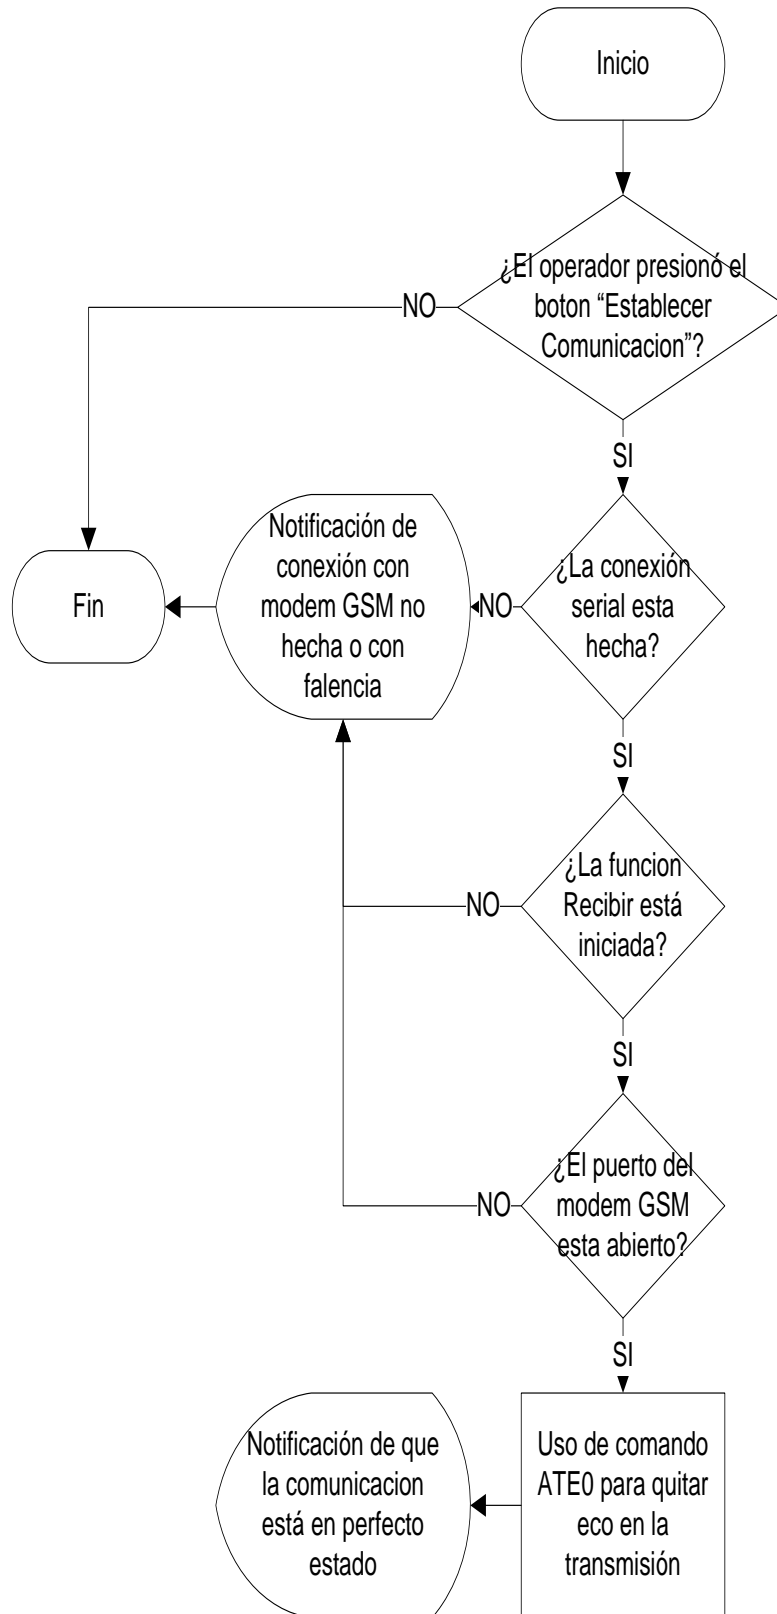 Inicio
¿El operador presionó el
boton “Establecer
Comunicacion”?
NO
SI
¿La conexión
serial esta
hecha?
NO
Notificación de
conexión con
modem GSM no
hecha o con
falencia
Fin
SI
¿La funcion
Recibir está
iniciada?
NO
SI
¿El puerto del
modem GSM
esta abierto?
NO
SI
Uso de comando
ATE0 para quitar
eco en la
transmisión
Notificación de que
la comunicacion
está en perfecto
estado